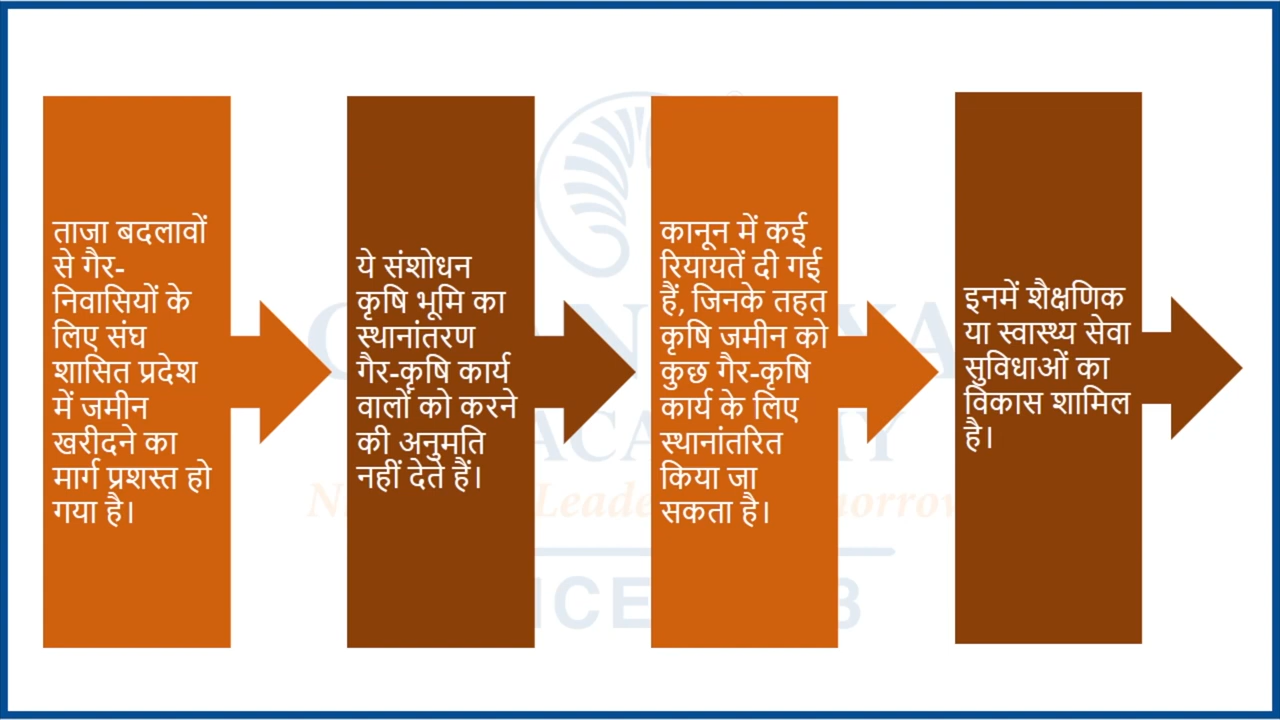 ताजा बदलावों
से गैर-
निवासियों के
लिए संघ
शासित प्रदेश
में जमीन
खरीदने का
मार्ग प्रशस्त हो
गया है।
ये संशोधन
कृषि भूमि का
स्थानांतरण
गैर-कृषि कार्य
वालों को करने
की अनुमति
नहीं देते हैं।
कानून में कई
रियायतें दी गई
हैं, जिनके तहत
कृषि जमीन को
कुछ गैर-कृषि
कार्य के लिए
स्थानांतरित
किया जा
सकता है।
इनमें शैक्षणिक
या स्वास्थ्य सेवा
सुविधाओं का
विकास शामिल
है।